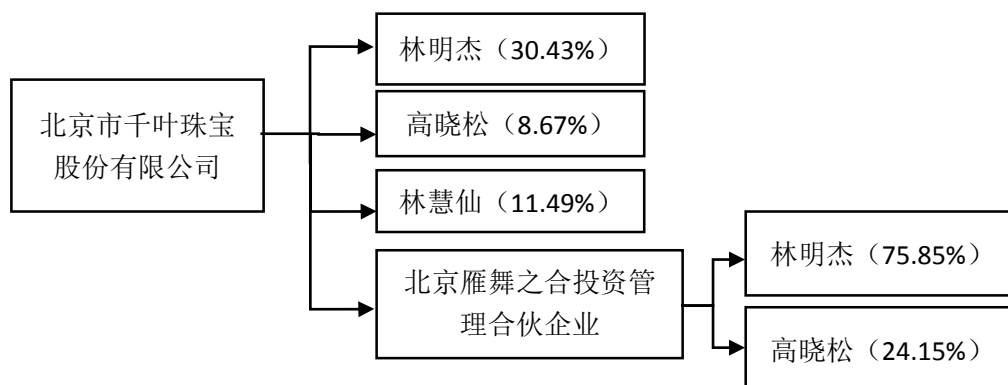 林明杰（30.43%）
北京市千叶珠宝
股份有限公司
高晓松（8.67%）
林慧仙（11.49%）
北京雁舞之合投资管
理合伙企业
林明杰（75.85%）
高晓松（24.15%）